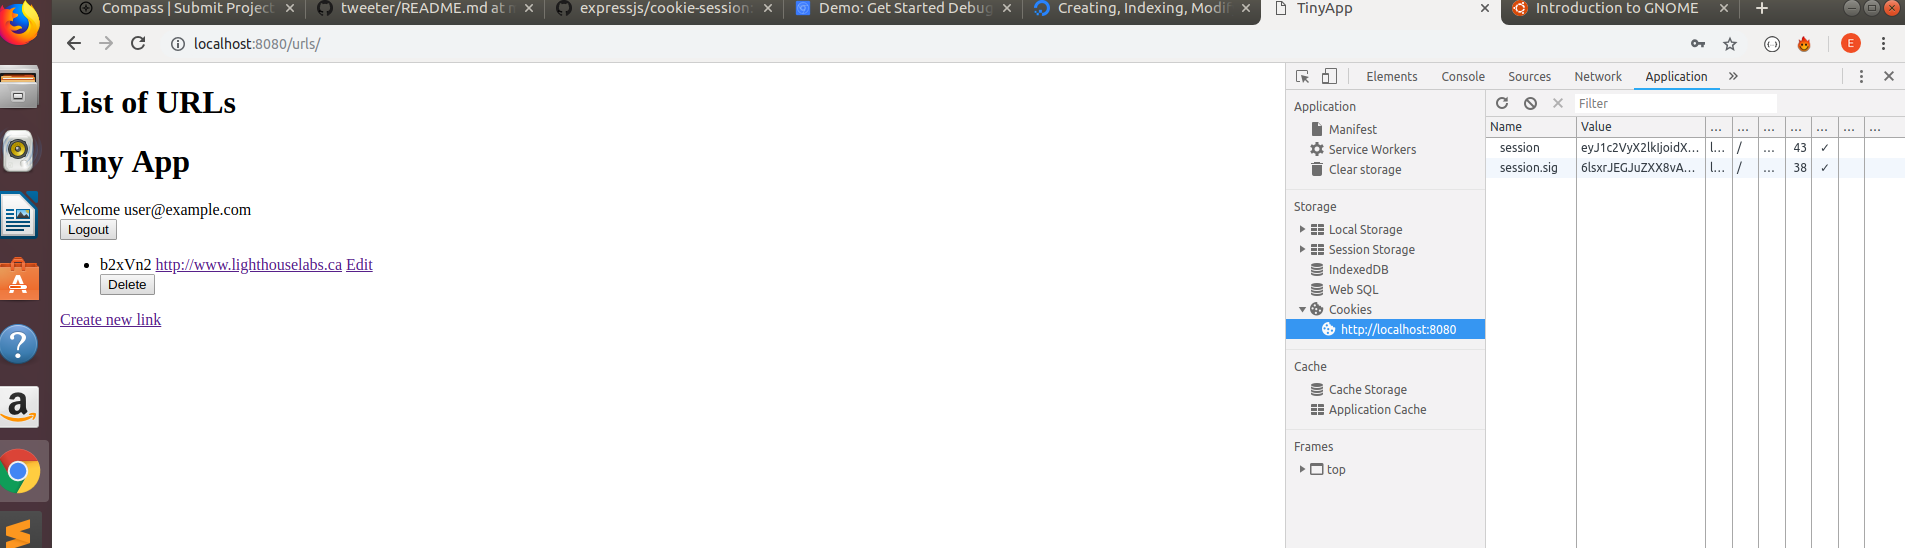 Compass | Submit Project
tweeter/README.md at m
expressjs/cookie-session:
Demo: Get Started Debug
Creating, Indexing, Modif
TinyApp
Introduction to GNOME
localhost:8080/urls/
E
List of URLs
Tiny App
Welcome user@example.com
Logout
b2xVn2 http://www.lighthouselabs.ca Edit
Delete
Create new link
Elements Console Sources Network Application »
Application
Manifest
Service Workers
Clear storage
Storage
Local Storage
Session Storage
IndexedDB
Web SQL
Cookies
http://localhost:8080
Cache
Cache Storage
Application Cache
Frames
top
Filter
Name Value ... ... ... ... ... ... ...
session eyJ1c2VyX2lkIjoidX... l... / ... 43 ✓
session.sig 6lsxrJEGJuZXX8vA... l... / ... 38 ✓